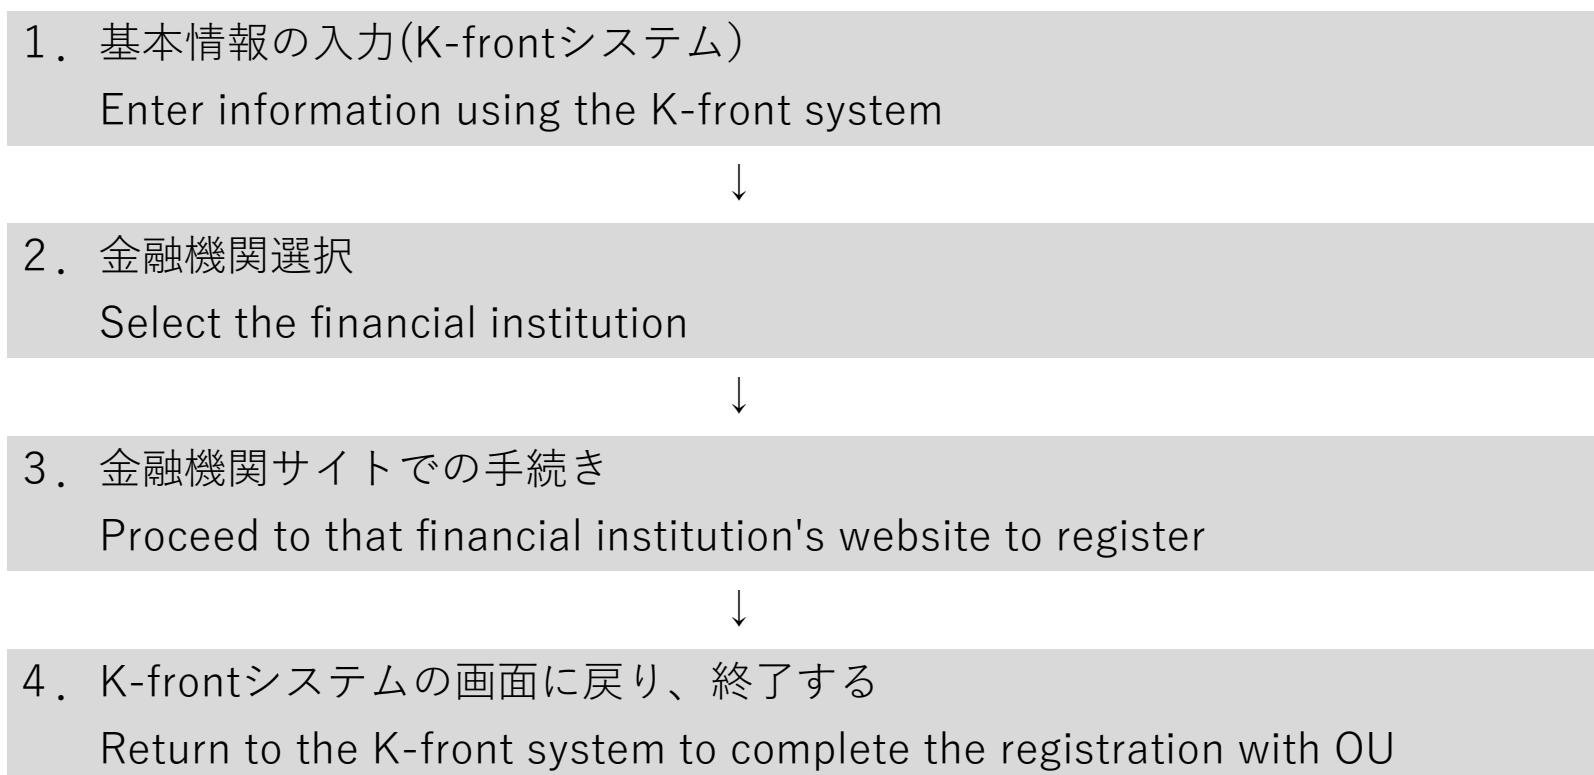 １．基本情報の入力(K-frontシステム）
Enter information using the K-front system
↓
２．金融機関選択
Select the financial institution
↓
３．金融機関サイトでの手続き
Proceed to that financial institution's website to register
↓
４．K-frontシステムの画面に戻り、終了する
Return to the K-front system to complete the registration with OU